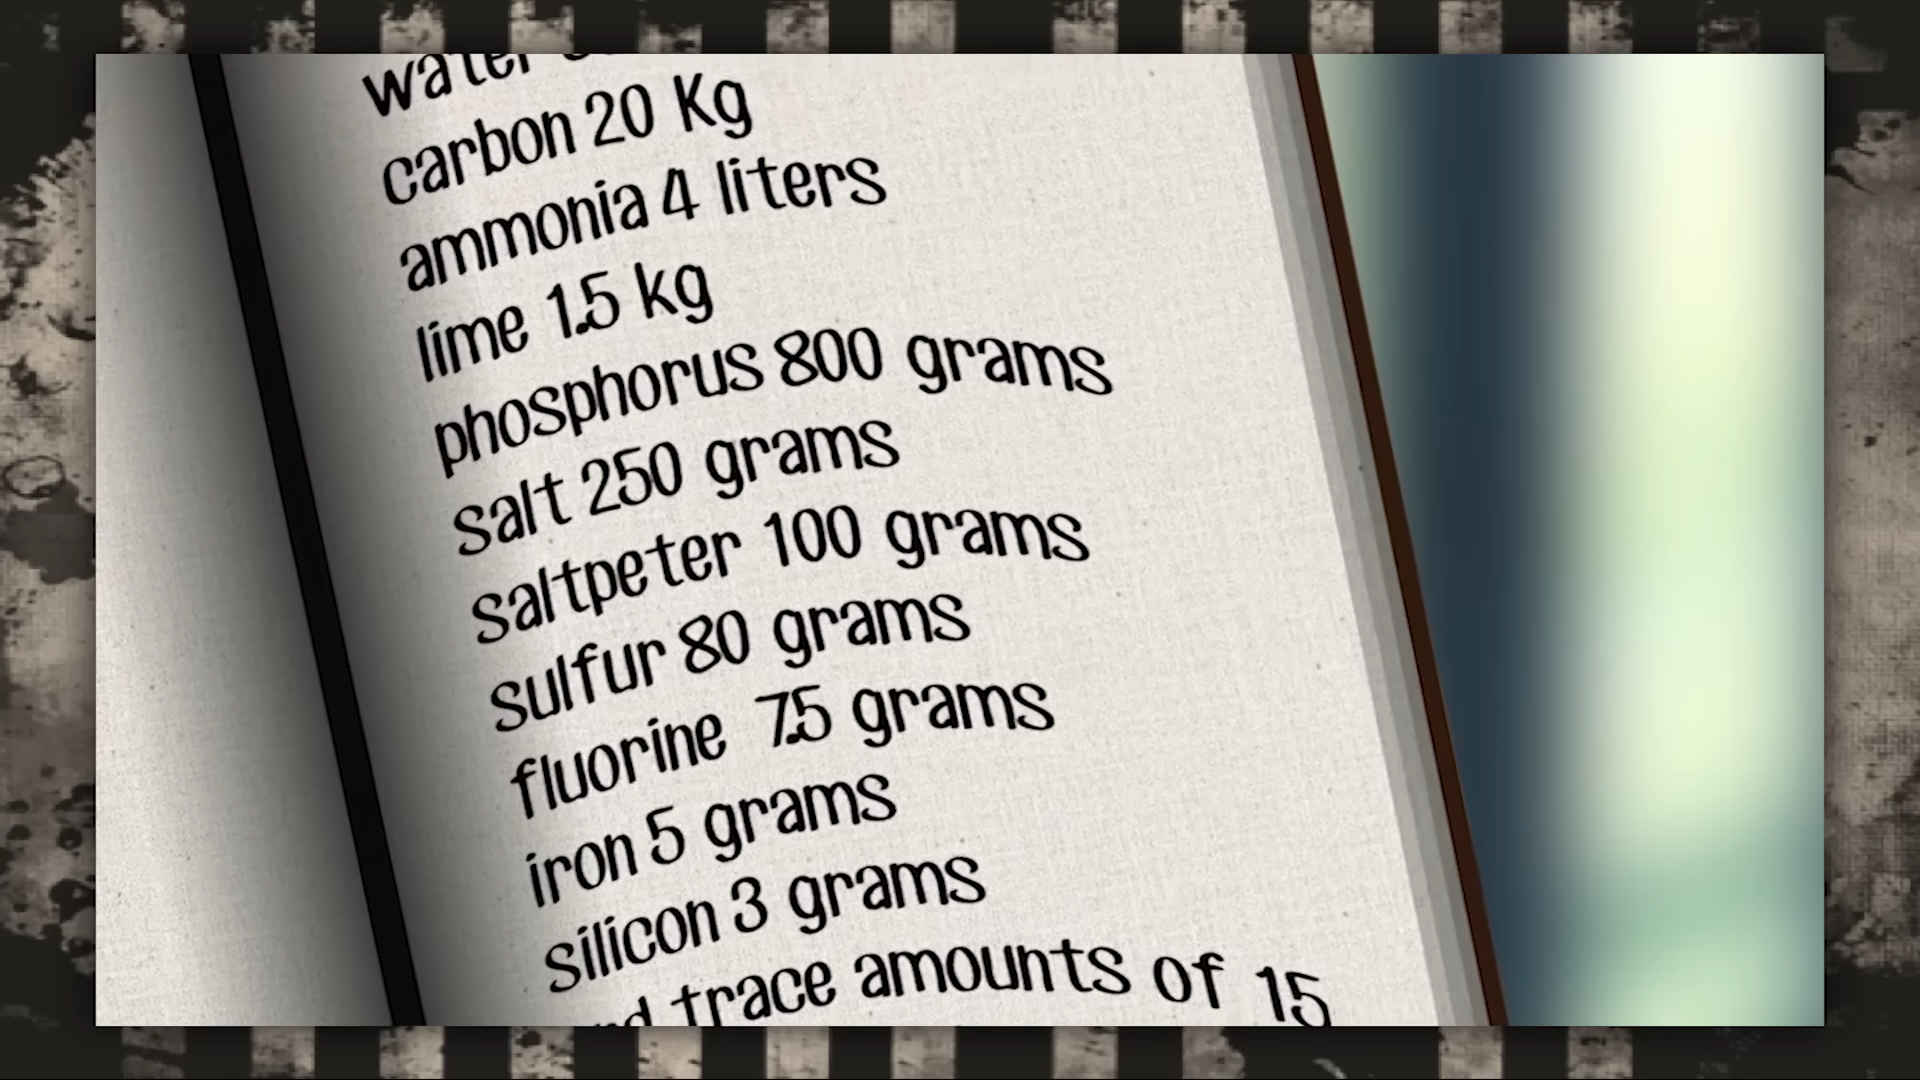 water
carbon 20 Kg
ammonia 4 liters
lime 1.5 kg
phosphorus 800 grams
salt 250 grams
saltpeter 100 grams
sulfur 80 grams
fluorine 7.5 grams
iron 5 grams
silicon 3 grams
trace amounts of 15